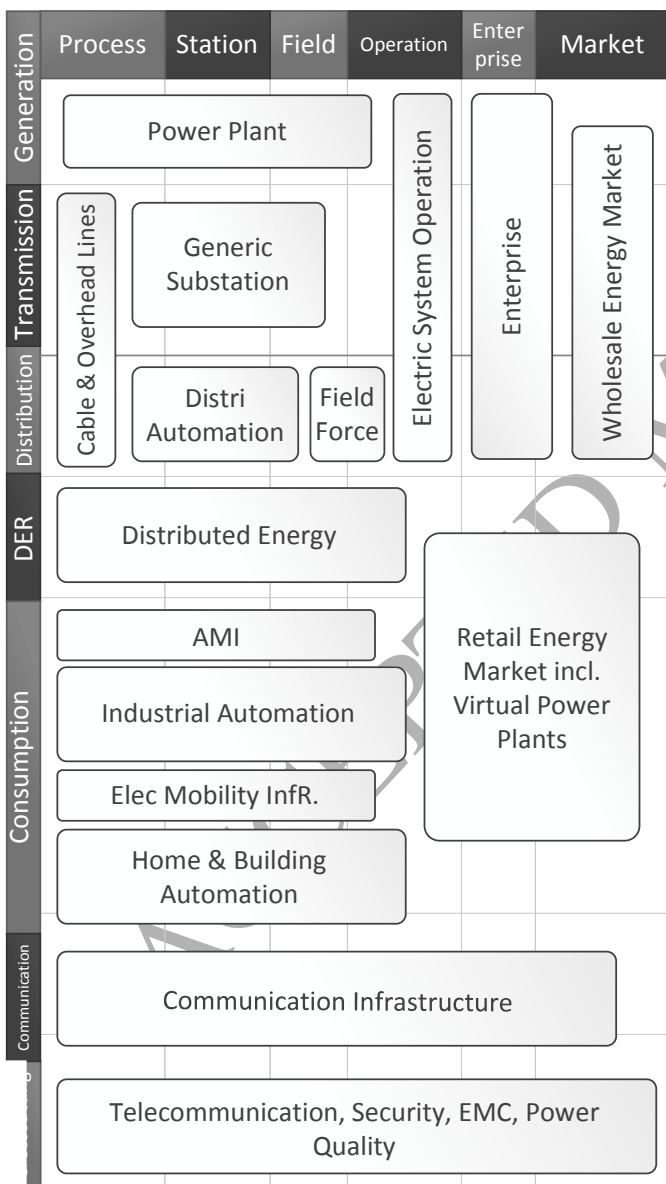 Process
Station
Field
Operation
Enter
prise
Market
Generation
Transmission
Distribution
DER
Consumption
Communication
Power Plant
Cable & Overhead Lines
Generic
Substation
Electric System Operation
Enterprise
Wholesale Energy Market
Distri
Automation
Field
Force
Distributed Energy
AMI
Industrial Automation
Elec Mobility InfR.
Home & Building
Automation
Retail Energy
Market incl.
Virtual Power
Plants
Communication Infrastructure
Telecommunication, Security, EMC, Power
Quality